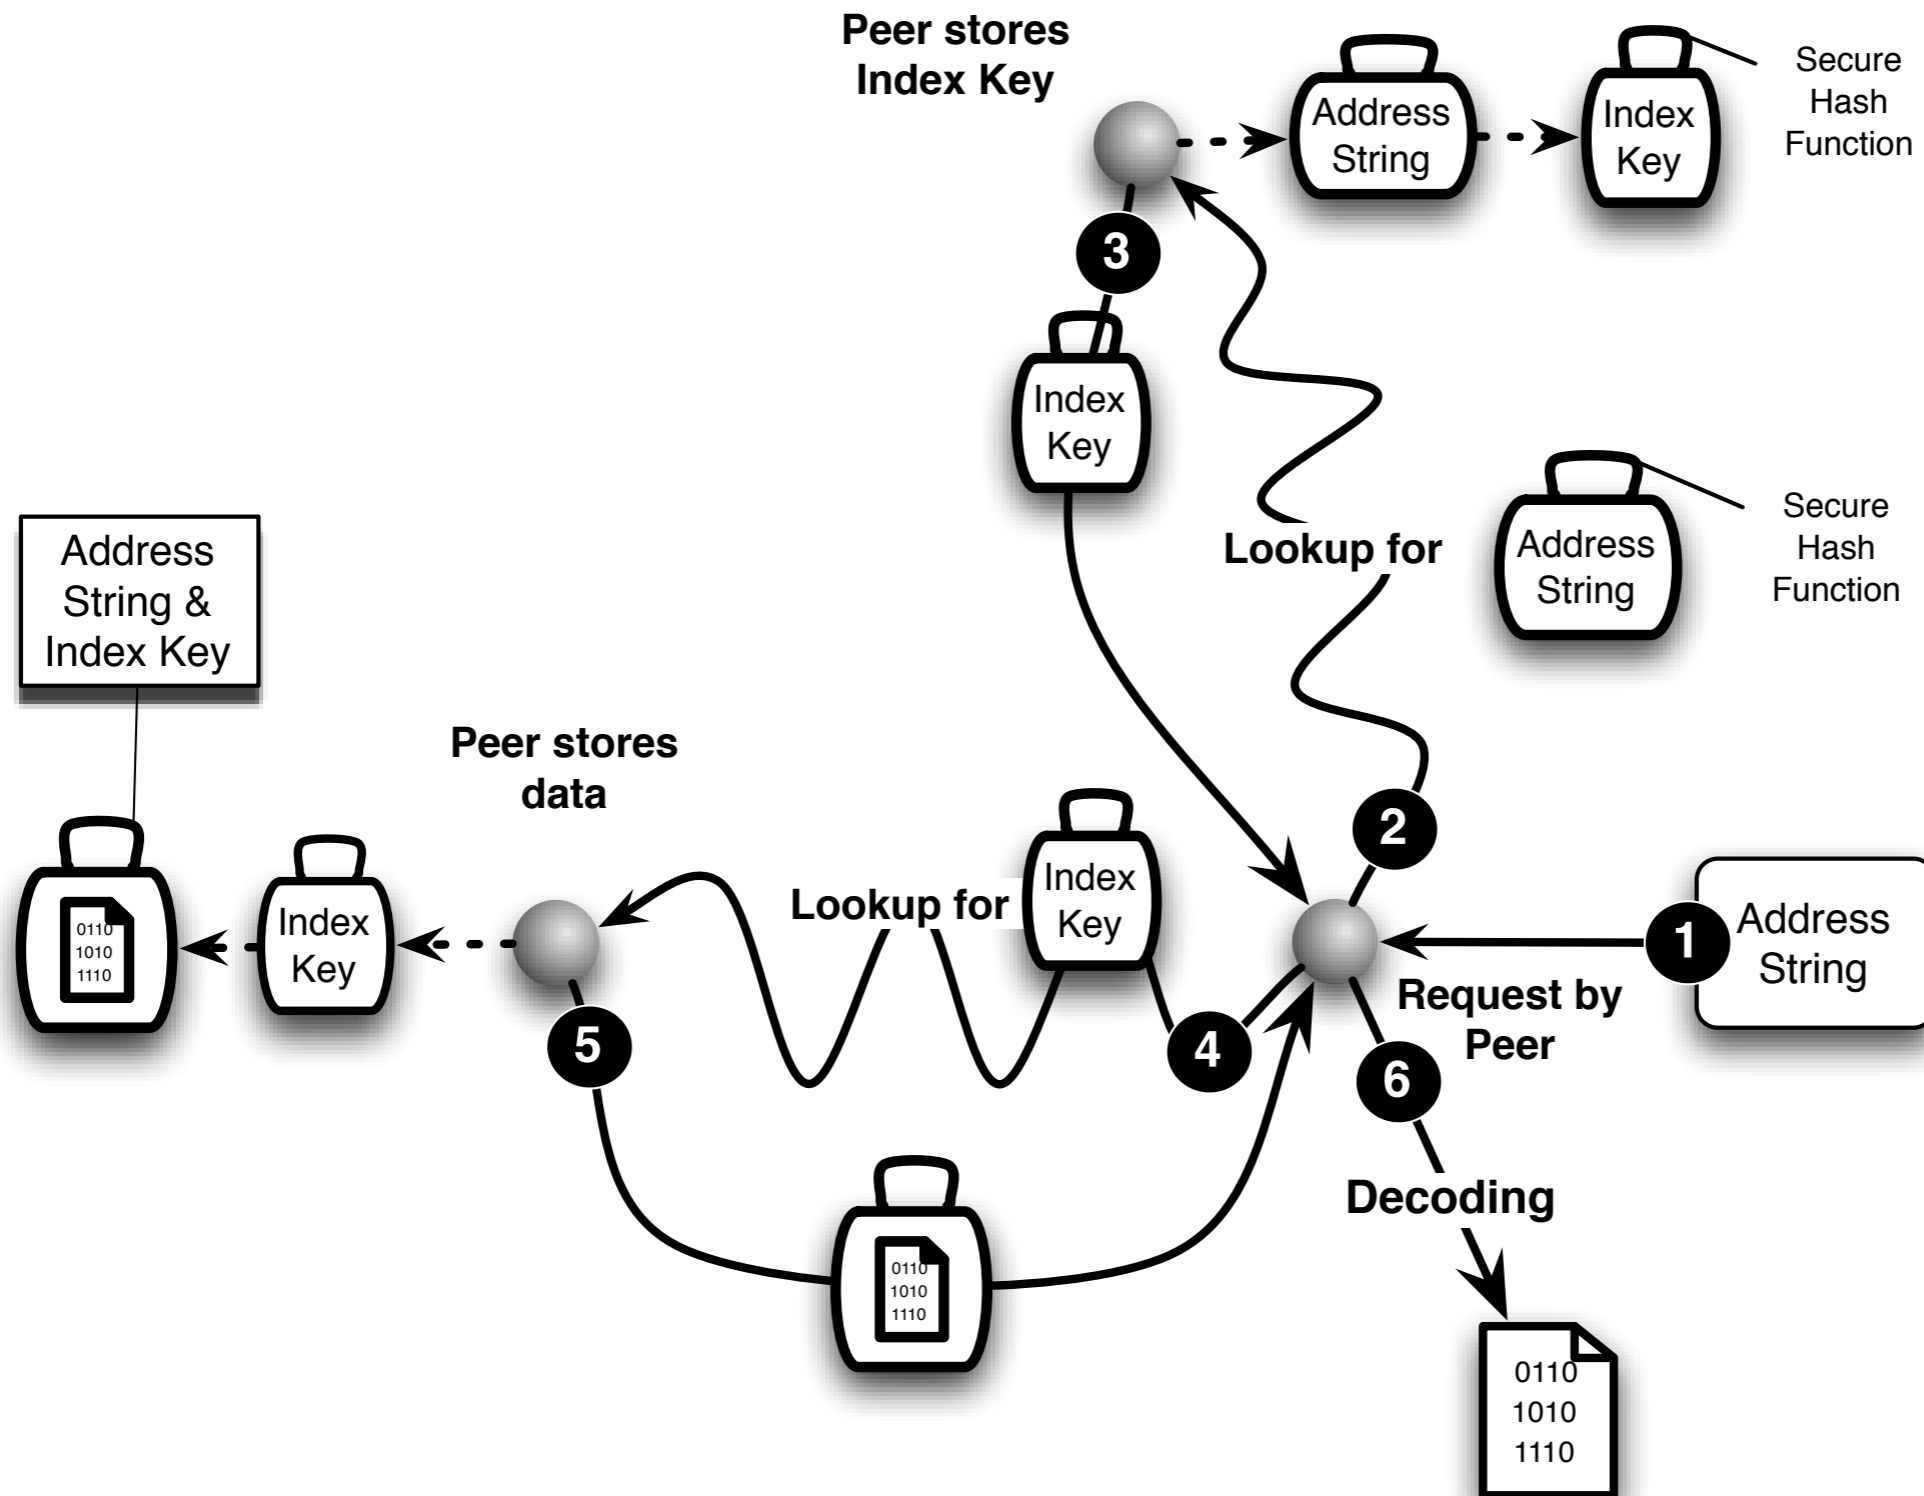 Peer stores
Index Key
Address
String
Index
Key
Secure
Hash
Function
3
Index
Key
Lookup for
Address
String
Secure
Hash
Function
Address
String &
Index Key
Peer stores
data
2
0110
1010
1110
Index
Key
Lookup for
Index
Key
1
Address
String
Request by
Peer
5
4
6
Decoding
0110
1010
1110
0110
1010
1110